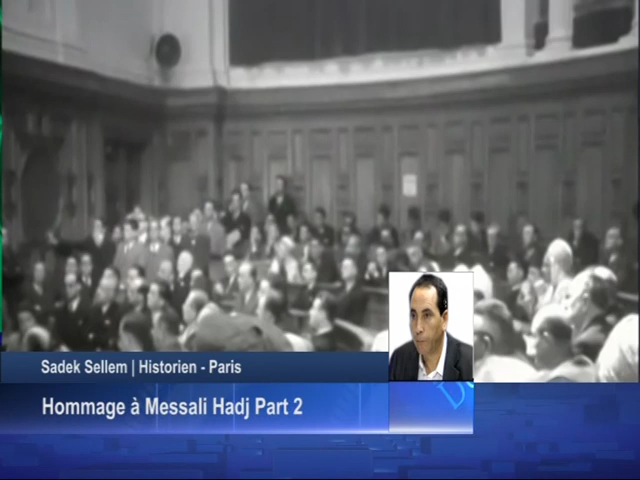 Sadek Sellem | Historien - Paris
Hommage à Messali Hadj Part 2